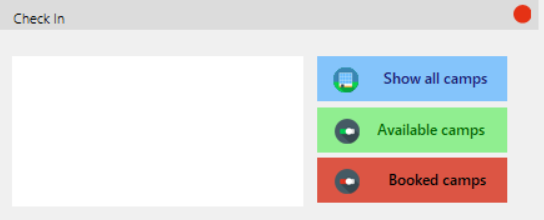 Check In
Show all camps
Available camps
Booked camps